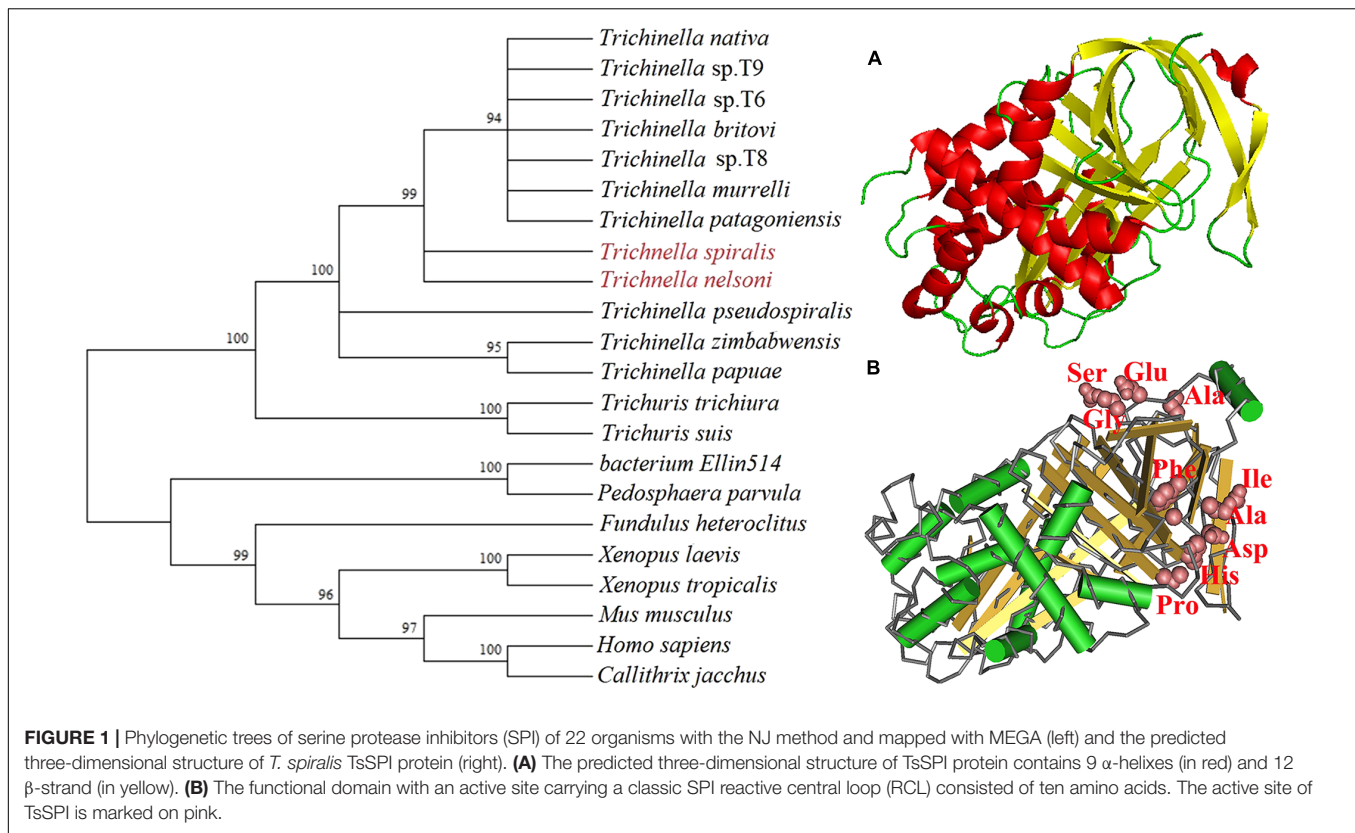 Trichinella nativa
Trichinella sp.T9
Trichinella sp.T6
94
Trichinella britovi
Trichinella sp.T8
99
Trichinella murrelli
Trichinella patagoniensis
Trichnella spiralis
100
Trichnella nelsoni
Trichinella pseudospiralis
100
Trichinella zimbabwensis
95
Trichinella papuae
100
Trichuris trichiura
Trichuris suis
100
bacterium Ellin514
Pedosphaera parvula
99
Fundulus heteroclitus
100
Xenopus laevis
96
Xenopus tropicalis
97
Mus musculus
100
Homo sapiens
Callithrix jacchus
A
B
Ser
Glu
Ala
Gly
Phe
Ile
Ala
Asp
His
Pro
FIGURE 1 | Phylogenetic trees of serine protease inhibitors (SPI) of 22 organisms with the NJ method and mapped with MEGA (left) and the predicted
three-dimensional structure of T. spiralis TsSPI protein (right). (A) The predicted three-dimensional structure of TsSPI protein contains 9 α-helixes (in red) and 12
β-strand (in yellow). (B) The functional domain with an active site carrying a classic SPI reactive central loop (RCL) consisted of ten amino acids. The active site of
TsSPI is marked on pink.